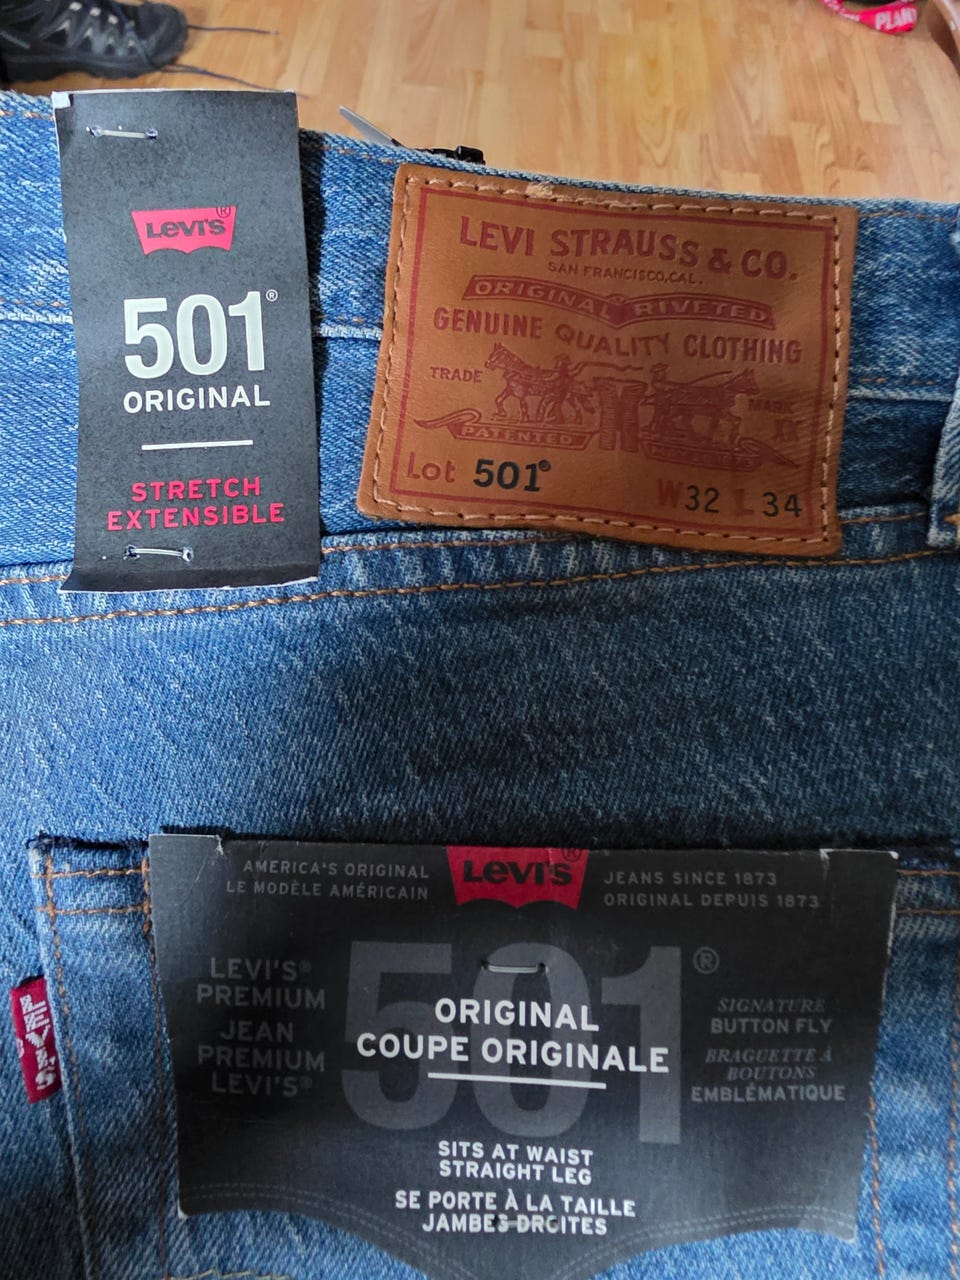 PLAN
LEVI'S®
501®
ORIGINAL
STRETCH
EXTENSIBLE
LEVI STRAUSS & CO.
SAN FRANCISCO, CAL.
ORIGINAL RIVETED
GENUINE QUALITY CLOTHING
TRADE MARK
XX
PATENTED
Lot 501® W32 L34
AMERICA'S ORIGINAL
LE MODÈLE AMÉRICAIN
LEVI'S®
JEANS SINCE 1873
ORIGINAL DEPUIS 1873
501®
LEVI'S®
PREMIUM
JEAN
PREMIUM
LEVI'S®
ORIGINAL
COUPE ORIGINALE
SIGNATURE
BUTTON FLY
BRAGUETTE À
BOUTONS
EMBLÉMATIQUE
SITS AT WAIST
STRAIGHT LEG
SE PORTE À LA TAILLE
JAMBES DROITES
LEVI'S